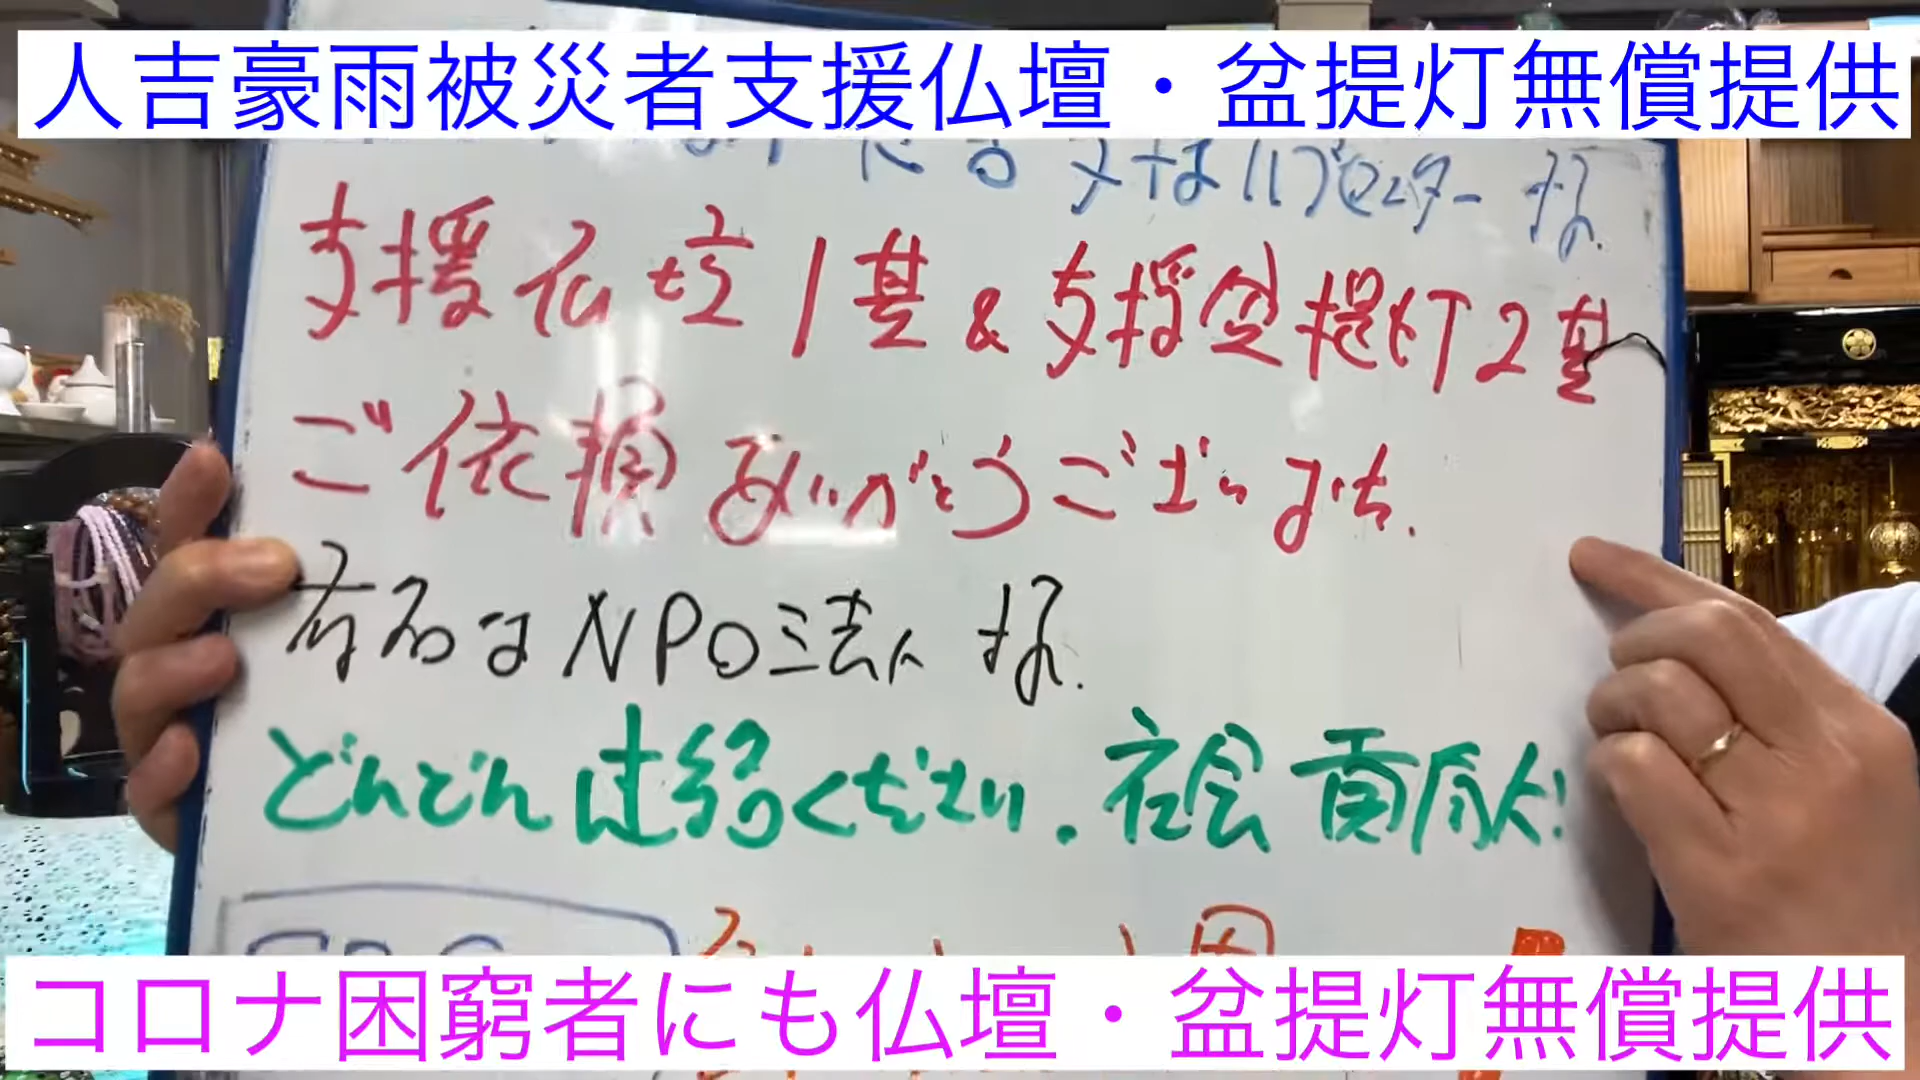 人吉豪雨被災者支援仏壇・盆提灯無償提供
支援仏壇1基&支援盆提灯2基
ご依頼ありがとうございます.
有名なNPO法人 様.
どんどん連絡ください.社会貢献!
コロナ困窮者にも仏壇・盆提灯無償提供